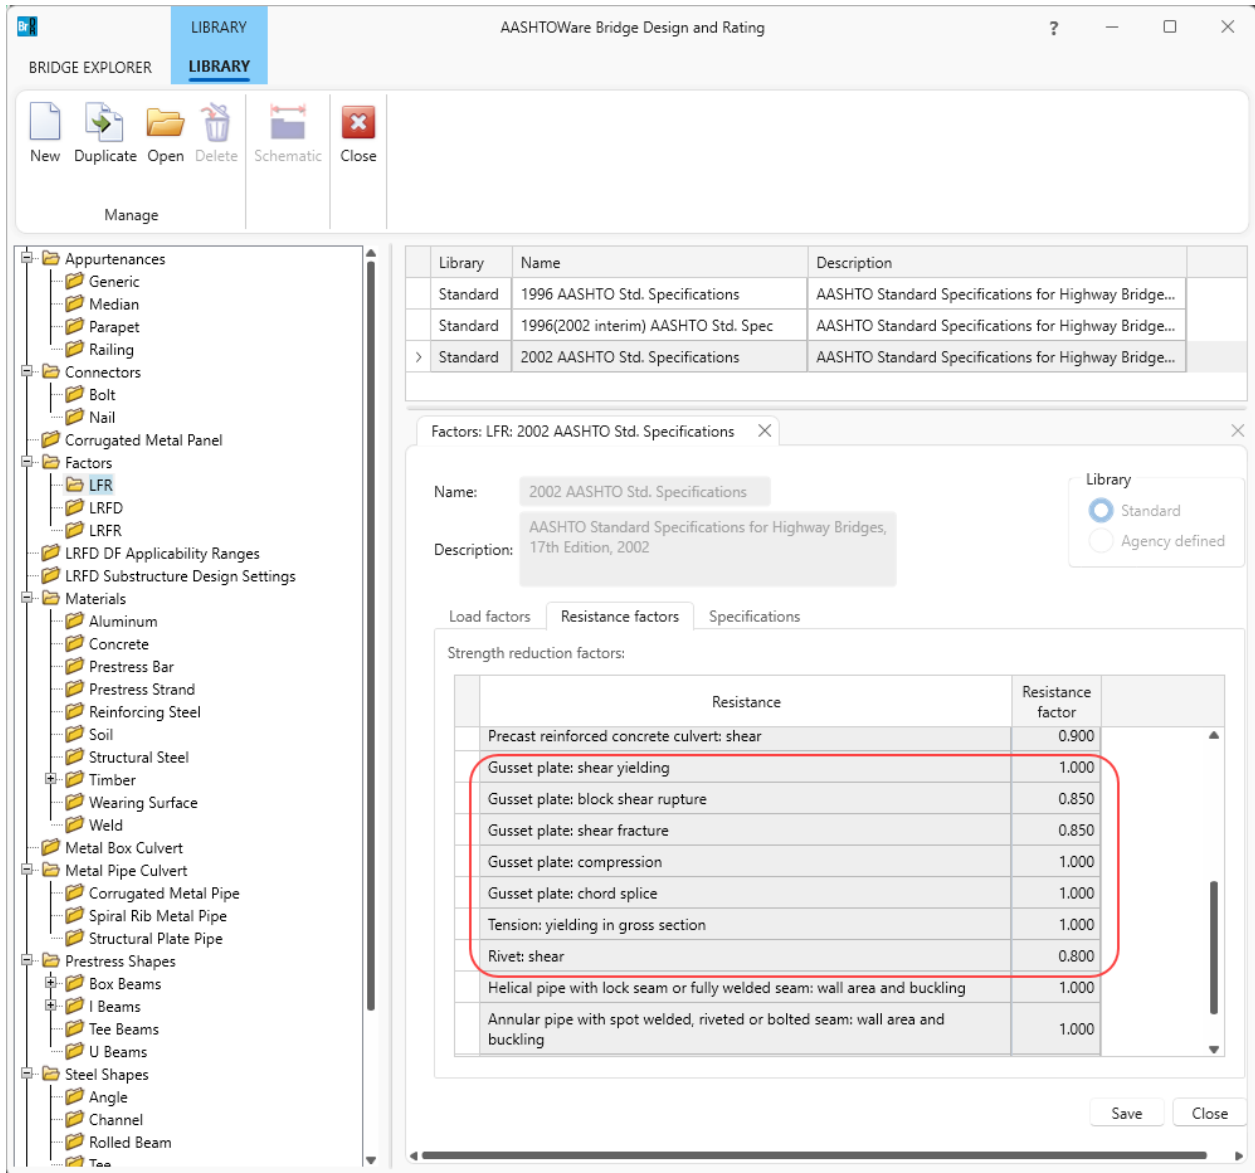 Br
D
R
LIBRARY
AASHTOWare Bridge Design and Rating
?
BRIDGE EXPLORER
LIBRARY
New
Duplicate
Open
Delete
Schematic
Close
Manage
Appurtenances
Generic
Median
Parapet
Railing
Connectors
Bolt
Nail
Corrugated Metal Panel
Factors
LFR
LRFD
LRFR
LRFD DF Applicability Ranges
LRFD Substructure Design Settings
Materials
Aluminum
Concrete
Prestress Bar
Prestress Strand
Reinforcing Steel
Soil
Structural Steel
Timber
Wearing Surface
Weld
Metal Box Culvert
Metal Pipe Culvert
Corrugated Metal Pipe
Spiral Rib Metal Pipe
Structural Plate Pipe
Prestress Shapes
Box Beams
I Beams
Tee Beams
U Beams
Steel Shapes
Angle
Channel
Rolled Beam
Tee
Library Name Description
Standard 1996 AASHTO Std. Specifications AASHTO Standard Specifications for Highway Bridge...
Standard 1996(2002 interim) AASHTO Std. Spec AASHTO Standard Specifications for Highway Bridge...
Standard 2002 AASHTO Std. Specifications AASHTO Standard Specifications for Highway Bridge...
Factors: LFR: 2002 AASHTO Std. Specifications
Name: 2002 AASHTO Std. Specifications
Description: AASHTO Standard Specifications for Highway Bridges,
17th Edition, 2002
Library
Standard
Agency defined
Load factors Resistance factors Specifications
Strength reduction factors:
Resistance Resistance
factor
Precast reinforced concrete culvert: shear 0.900
Gusset plate: shear yielding 1.000
Gusset plate: block shear rupture 0.850
Gusset plate: shear fracture 0.850
Gusset plate: compression 1.000
Gusset plate: chord splice 1.000
Tension: yielding in gross section 1.000
Rivet: shear 0.800
Helical pipe with lock seam or fully welded seam: wall area and buckling 1.000
Annular pipe with spot welded, riveted or bolted seam: wall area and
buckling 1.000
Save Close